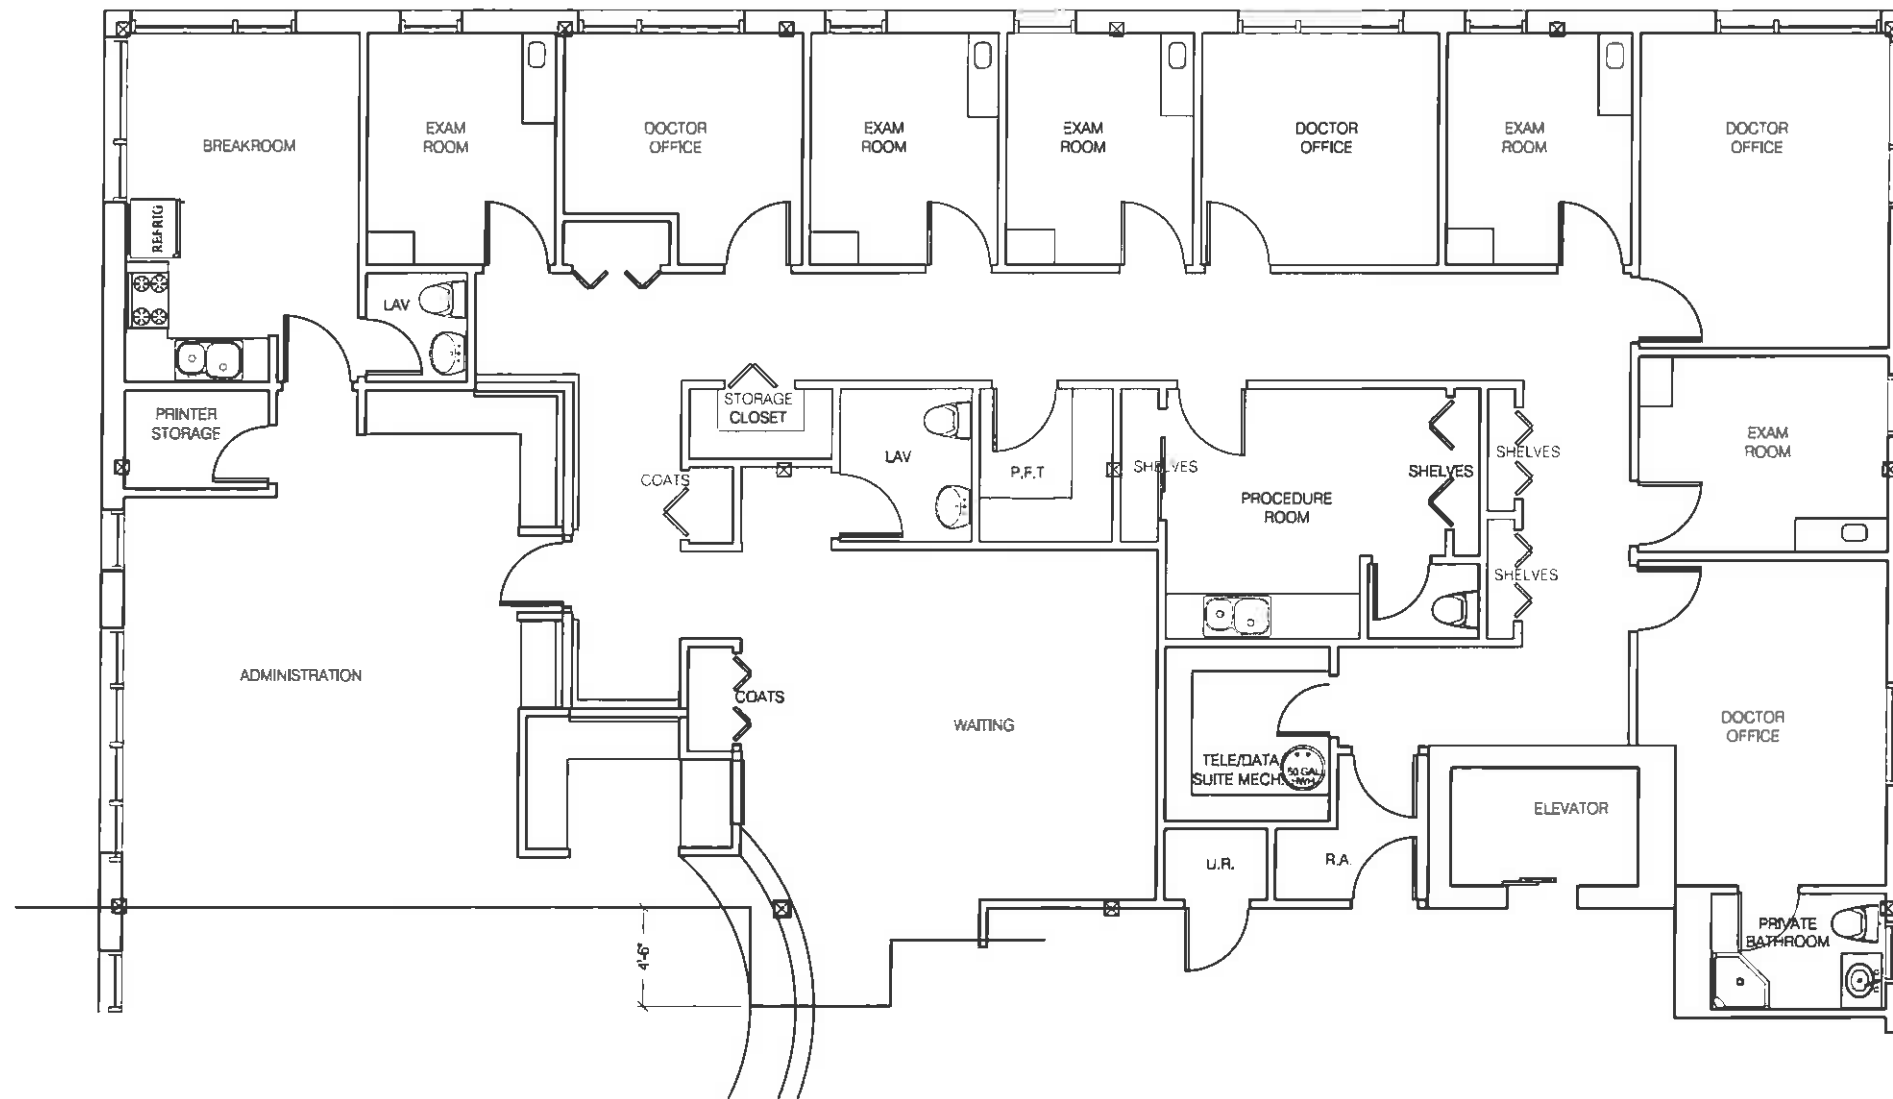 BREAKROOM
EXAM
ROOM
DOCTOR
OFFICE
EXAM
ROOM
EXAM
ROOM
DOCTOR
OFFICE
EXAM
ROOM
DOCTOR
OFFICE
REFRIG
LAV
PRINTER
STORAGE
STORAGE
CLOSET
COATS
LAV
P.F.T
SHELVES
PROCEDURE
ROOM
SHELVES
SHELVES
EXAM
ROOM
SHELVES
ADMINISTRATION
COATS
WAITING
DOCTOR
OFFICE
TELE/DATA
SUITE MECH.
50 GAL
HWH
ELEVATOR
U.R.
R.A.
PRIVATE
BATHROOM
4'-6"